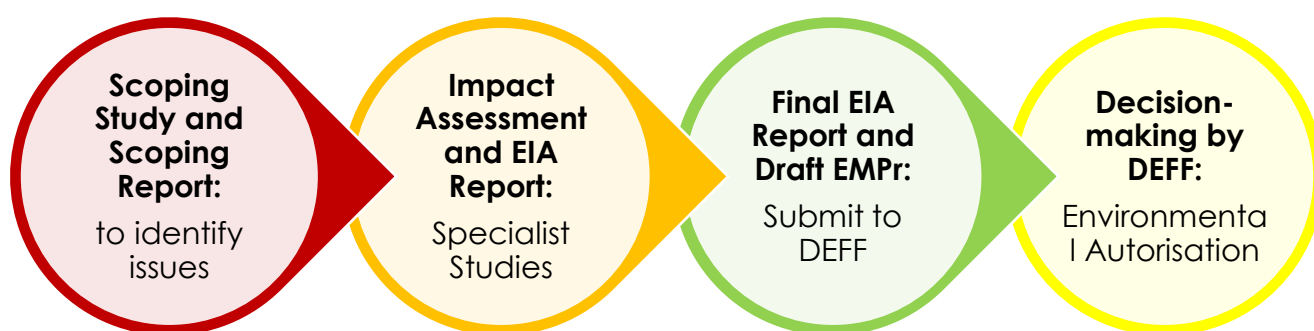 Scoping
Study and
Scoping
Report:
to identify
issues
Impact
Assessment
and EIA
Report:
Specialist
Studies
Final EIA
Report and
Draft EMPr:
Submit to
DEFF
Decision-
making by
DEFF:
Environmenta
l Autorisation